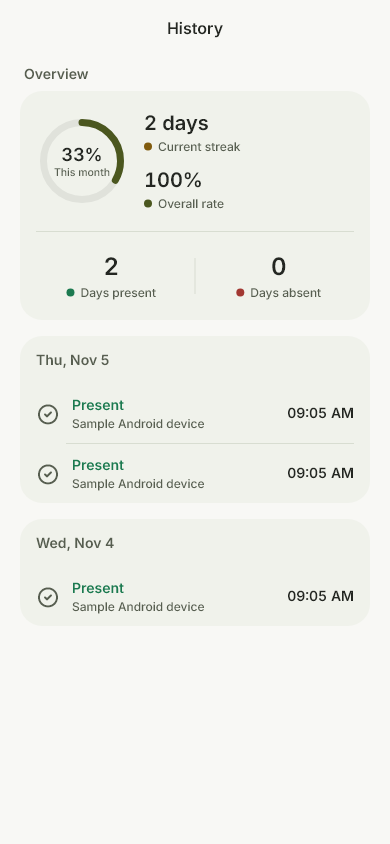 History
Overview
33%
This month
2 days
Current streak
100%
Overall rate
2
Days present
0
Days absent
Thu, Nov 5
Present
Sample Android device
09:05 AM
Present
Sample Android device
09:05 AM
Wed, Nov 4
Present
Sample Android device
09:05 AM